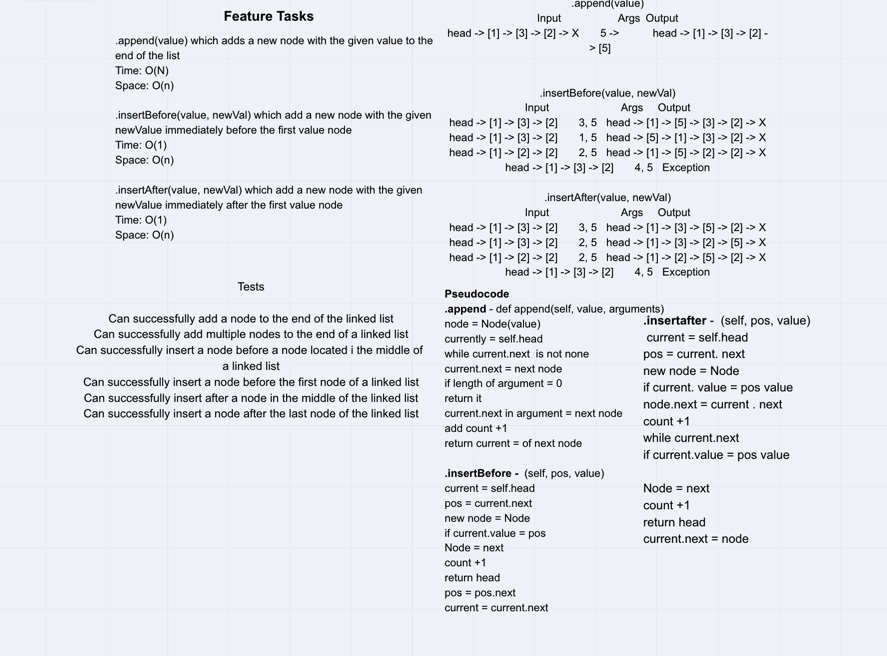 Feature Tasks
.append(value) which adds a new node with the given value to the
end of the list
Time: O(N)
Space: O(n)
.insertBefore(value, newVal) which add a new node with the given
newValue immediately before the first value node
Time: O(1)
Space: O(n)
.insertAfter(value, newVal) which add a new node with the given
newValue immediately after the first value node
Time: O(1)
Space: O(n)
Tests
Can successfully add a node to the end of the linked list
Can successfully add multiple nodes to the end of a linked list
Can successfully insert a node before a node located i the middle of
a linked list
Can successfully insert a node before the first node of a linked list
Can successfully insert after a node in the middle of the linked list
Can successfully insert a node after the last node of the linked list
.append(value)
Input Args Output
head -> [1] -> [3] -> [2] -> X 5 -> head -> [1] -> [3] -> [2] -
> [5]
.insertBefore(value, newVal)
Input Args Output
head -> [1] -> [3] -> [2] 3, 5 head -> [1] -> [5] -> [3] -> [2] -> X
head -> [1] -> [3] -> [2] 1, 5 head -> [5] -> [1] -> [3] -> [2] -> X
head -> [1] -> [2] -> [2] 2, 5 head -> [1] -> [5] -> [2] -> [2] -> X
head -> [1] -> [3] -> [2] 4, 5 Exception
.insertAfter(value, newVal)
Input Args Output
head -> [1] -> [3] -> [2] 3, 5 head -> [1] -> [3] -> [5] -> [2] -> X
head -> [1] -> [3] -> [2] 2, 5 head -> [1] -> [3] -> [2] -> [5] -> X
head -> [1] -> [2] -> [2] 2, 5 head -> [1] -> [2] -> [5] -> [2] -> X
head -> [1] -> [3] -> [2] 4, 5 Exception
Pseudocode
.append - def append(self, value, arguments)
node = Node(value)
currently = self.head
while current.next is not none
current.next = next node
if length of argument = 0
return it
current.next in argument = next node
add count +1
return current = of next node
.insertBefore - (self, pos, value)
current = self.head
pos = current.next
new node = Node
if current.value = pos
Node = next
count +1
return head
pos = pos.next
current = current.next
.insertafter - (self, pos, value)
current = self.head
pos = current. next
new node = Node
if current. value = pos value
node.next = current . next
count +1
while current.next
if current.value = pos value
Node = next
count +1
return head
current.next = node